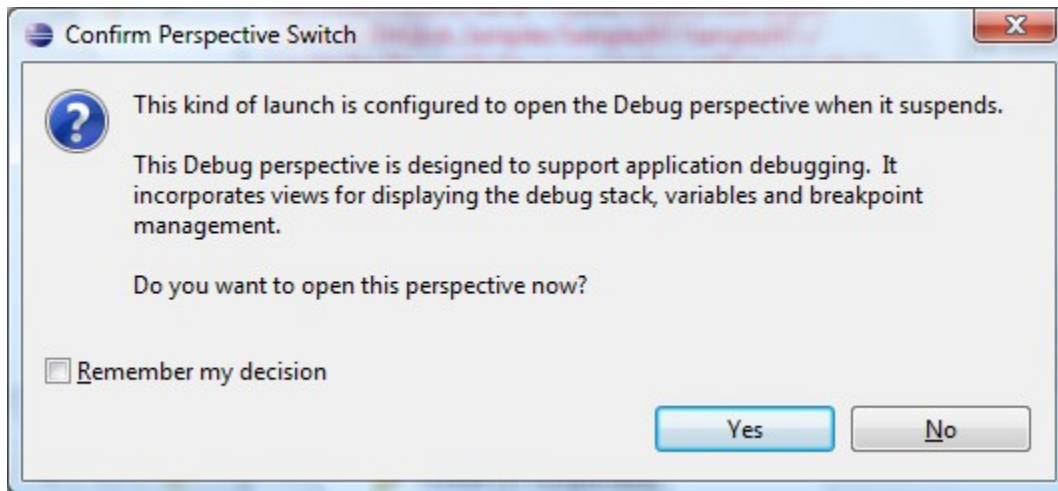 Confirm Perspective Switch
This kind of launch is configured to open the Debug perspective when it suspends.
This Debug perspective is designed to support application debugging.  It
incorporates views for displaying the debug stack, variables and breakpoint
management.
Do you want to open this perspective now?
Remember my decision
Yes
No